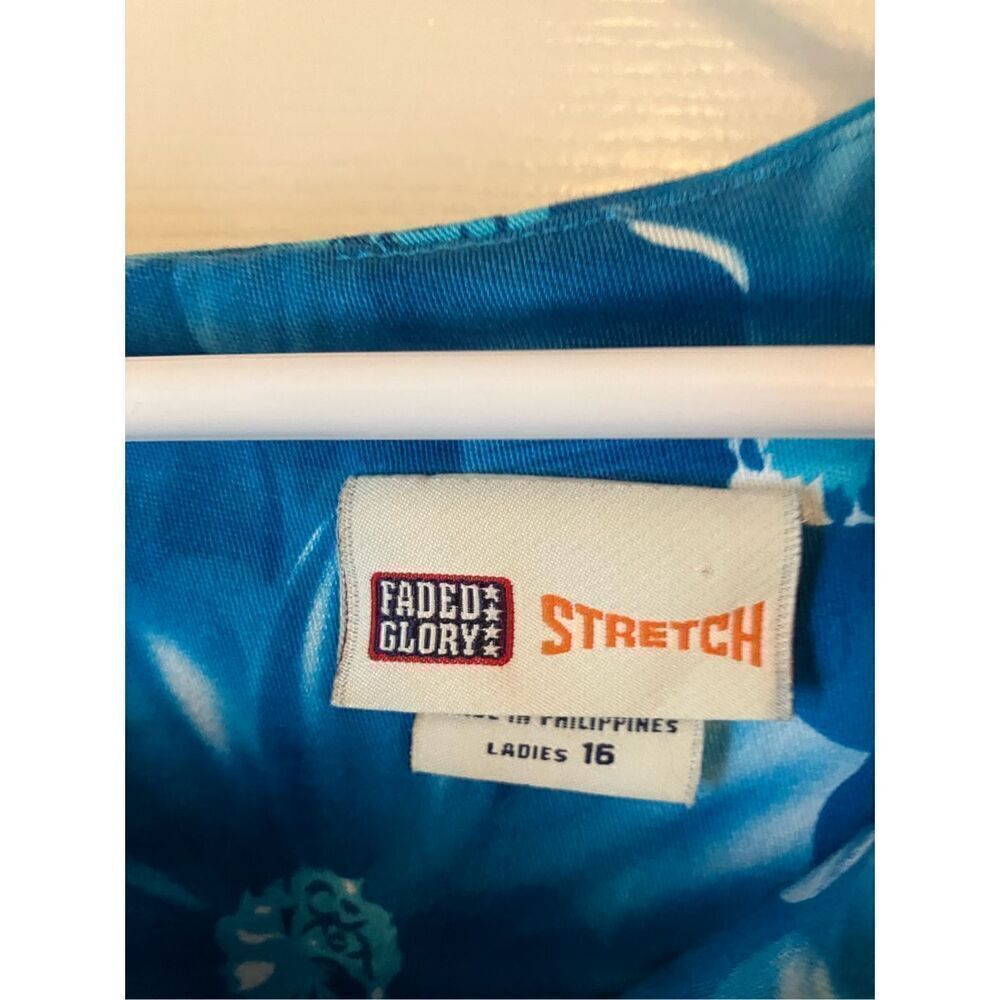 FADED
GLORY
STRETCH
IN PHILIPPINES
LADIES 16